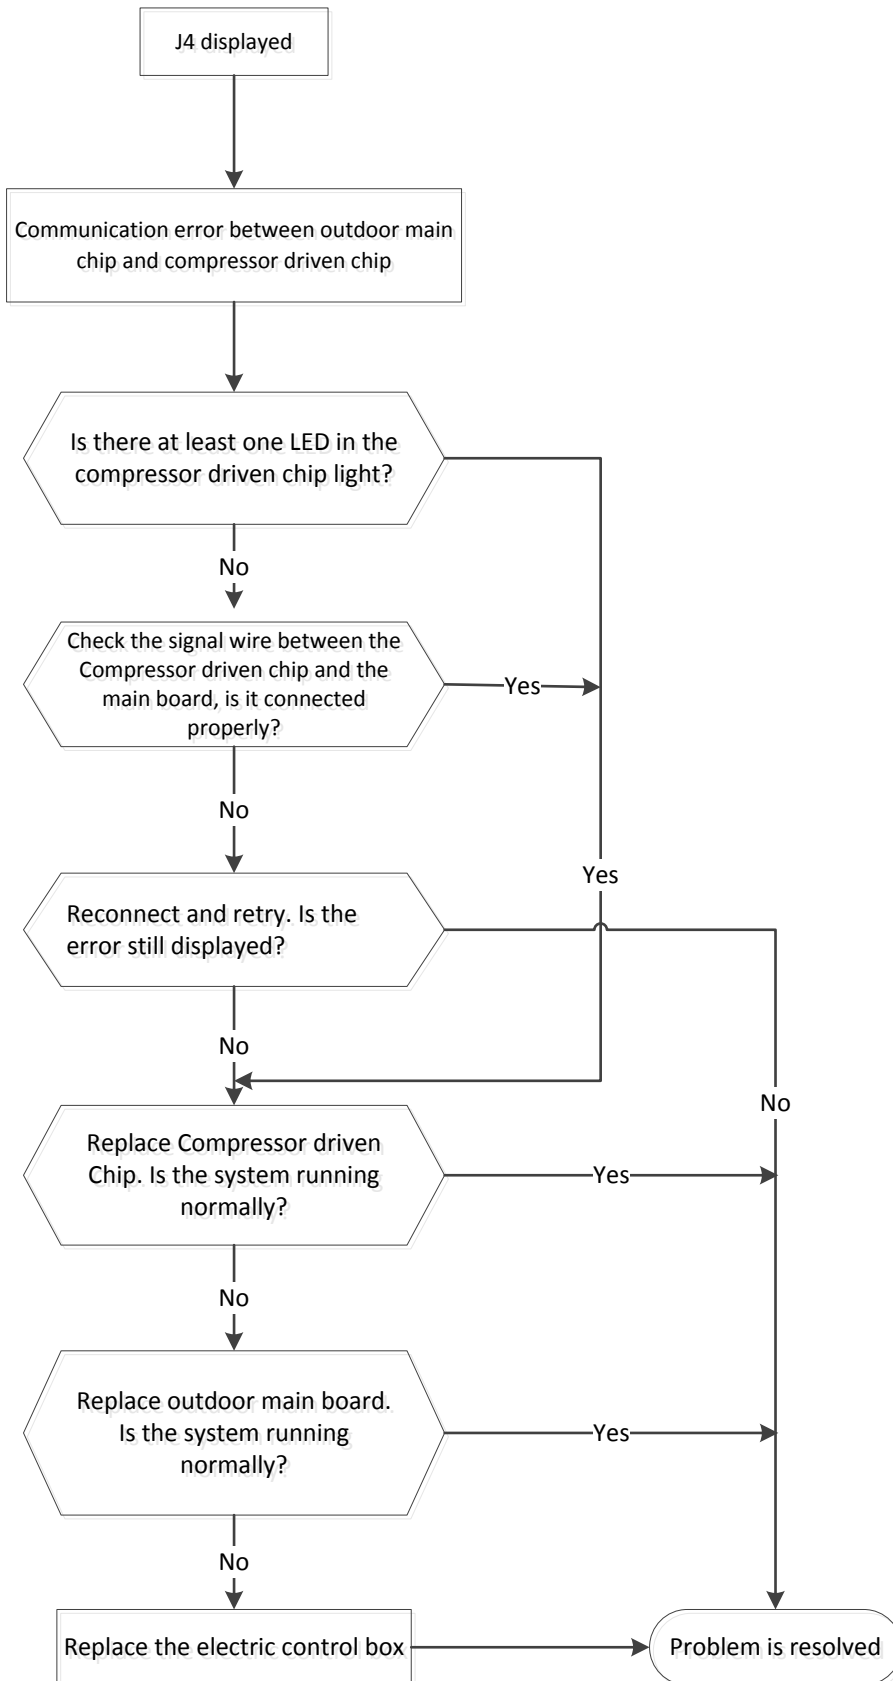 J4 displayed
Communication error between outdoor main
chip and compressor driven chip
Is there at least one LED in the
compressor driven chip light?
No
Check the signal wire between the
Compressor driven chip and the
main board, is it connected
properly?
Yes
No
Yes
Reconnect and retry. Is the
error still displayed?
No
No
Replace Compressor driven
Chip. Is the system running
normally?
Yes
No
Replace outdoor main board.
Is the system running
normally?
Yes
No
Replace the electric control box
Problem is resolved